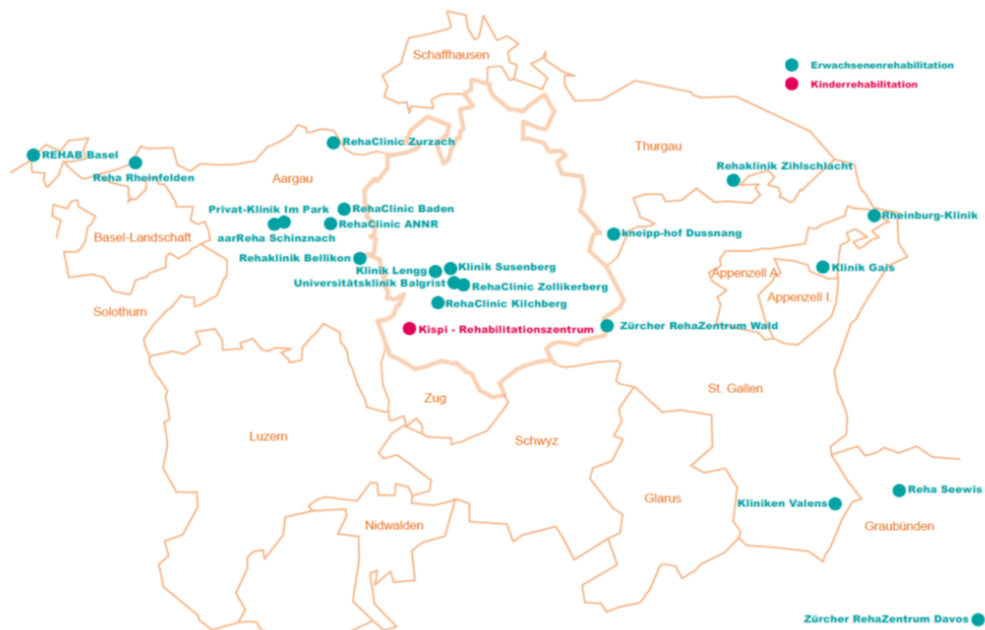 Schaffhausen
Erwachsenenrehabilitation
Kinderrehabilitation
RehaClinic Zurzach
Thurgau
REHAB Basel
Reha Rheinfelden
Rehaklinik Zihlschlacht
Aargau
Privat-Klinik Im Park
RehaClinic Baden
Rheinburg-Klinik
RehaClinic ANNR
aarReha Schinznach
Basel-Landschaft
kneipp-hof Dussnang
Rehaklinik Bellikon
Klinik Lengg
Klinik Susenberg
Klinik Gais
Appenzell A.
Universitätsklinik Balgrist
RehaClinic Zollikerberg
Appenzell I.
RehaClinic Kilchberg
Solothurn
Kispi - Rehabilitationszentrum
Zürcher RehaZentrum Wald
St. Gallen
Zug
Luzern
Schwyz
Glarus
Reha Seewis
Kliniken Valens
Nidwalden
Graubünden
Zürcher RehaZentrum Davos